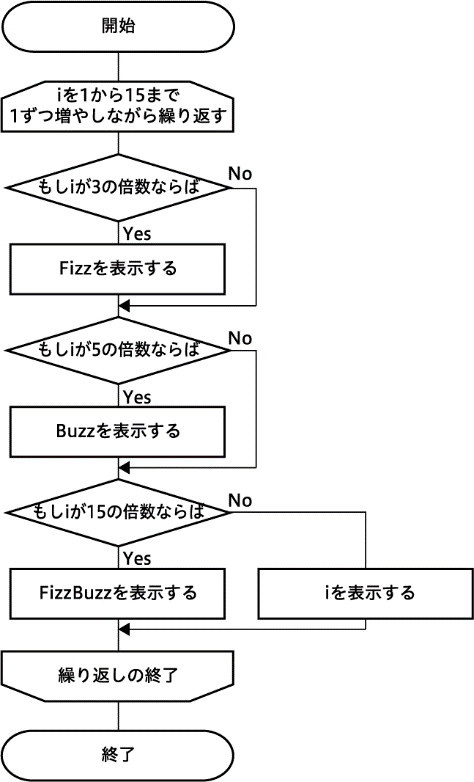 開始
iを1から15まで
1ずつ増やしながら繰り返す
もしiが3の倍数ならば
No
Yes
Fizzを表示する
もしiが5の倍数ならば
No
Yes
Buzzを表示する
もしiが15の倍数ならば
No
Yes
FizzBuzzを表示する
iを表示する
繰り返しの終了
終了